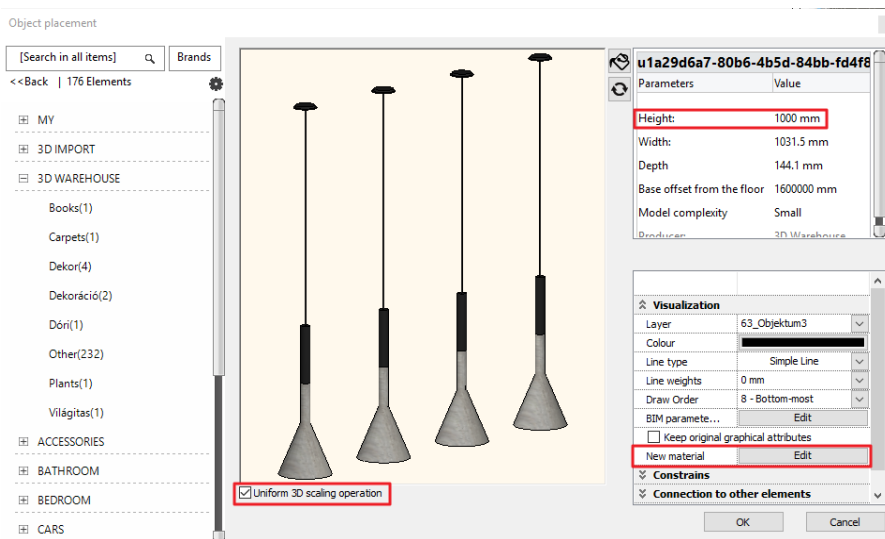 Object placement
[Search in all items]
Brands
<<Back | 176 Elements
MY
3D IMPORT
3D WAREHOUSE
Books(1)
Carpets(1)
Dekor(4)
Dekoráció(2)
Dóri(1)
Other(232)
Plants(1)
Világitas(1)
ACCESSORIES
BATHROOM
BEDROOM
CARS
Uniform 3D scaling operation
u1a29d6a7-80b6-4b5d-84bb-fd4f8
Parameters Value
Height: 1000 mm
Width: 1031.5 mm
Depth 144.1 mm
Base offset from the floor 1600000 mm
Model complexity Small
Producer: 3D Warehouse
Visualization
Layer 63_Objektum3
Colour
Line type Simple Line
Line weights 0 mm
Draw Order 8 - Bottom-most
BIM paramete... Edit
Keep original graphical attributes
New material Edit
Constrains
Connection to other elements
OK Cancel